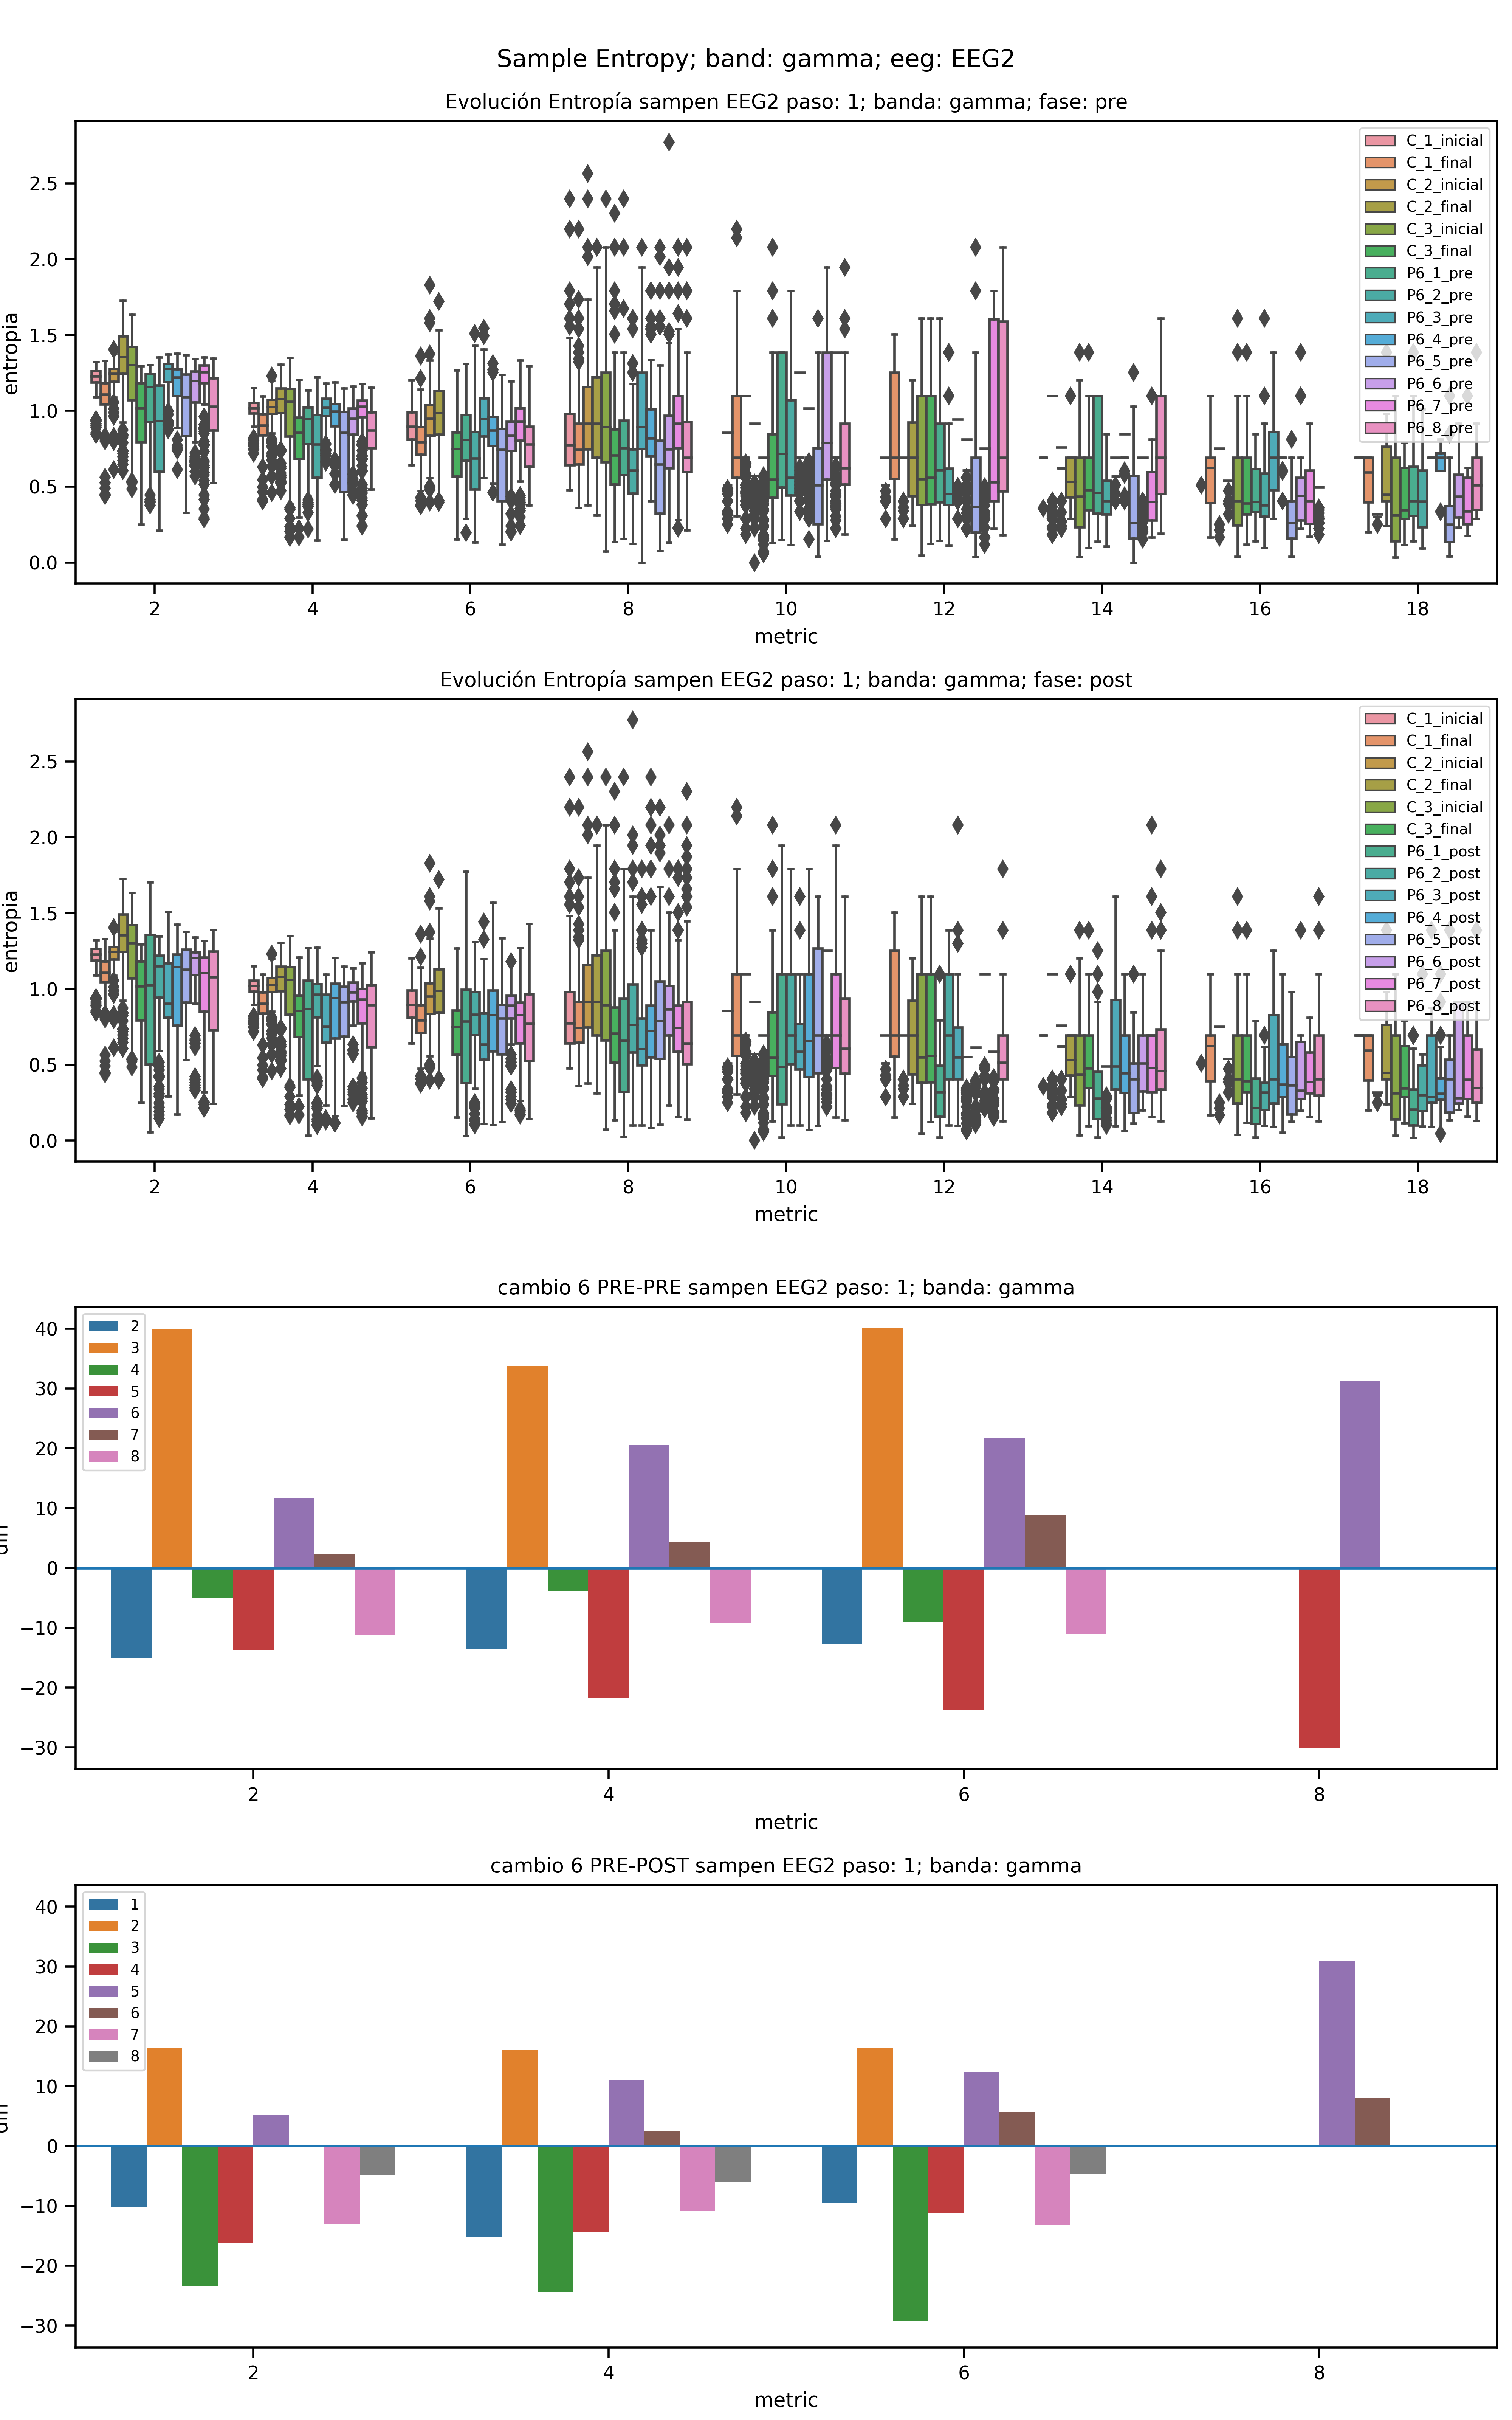 Sample Entropy; band: gamma; eeg: EEG2
Evolución Entropía sampen EEG2 paso: 1; banda: gamma; fase: pre
entropia
2.5
2.0
1.5
1.0
0.5
0.0
C_1_inicial
C_1_final
C_2_inicial
C_2_final
C_3_inicial
C_3_final
P6_1_pre
P6_2_pre
P6_3_pre
P6_4_pre
P6_5_pre
P6_6_pre
P6_7_pre
P6_8_pre
2 4 6 8 10 12 14 16 18
metric
Evolución Entropía sampen EEG2 paso: 1; banda: gamma; fase: post
entropia
2.5
2.0
1.5
1.0
0.5
0.0
C_1_inicial
C_1_final
C_2_inicial
C_2_final
C_3_inicial
C_3_final
P6_1_post
P6_2_post
P6_3_post
P6_4_post
P6_5_post
P6_6_post
P6_7_post
P6_8_post
2 4 6 8 10 12 14 16 18
metric
cambio 6 PRE-PRE sampen EEG2 paso: 1; banda: gamma
40
30
20
10
0
−10
−20
−30
2
3
4
5
6
7
8
2 4 6 8
metric
cambio 6 PRE-POST sampen EEG2 paso: 1; banda: gamma
40
30
20
10
0
−10
−20
−30
1
2
3
4
5
6
7
8
2 4 6 8
metric